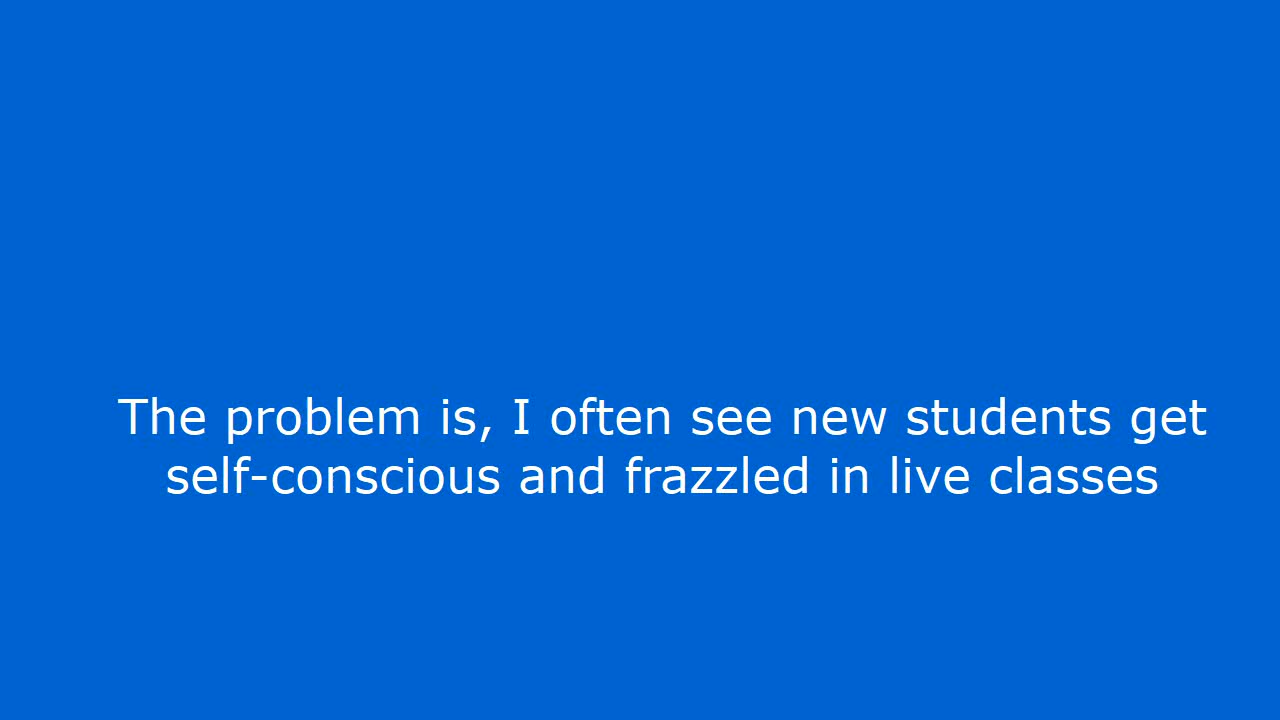 The problem is, I often see new students get
self-conscious and frazzled in live classes